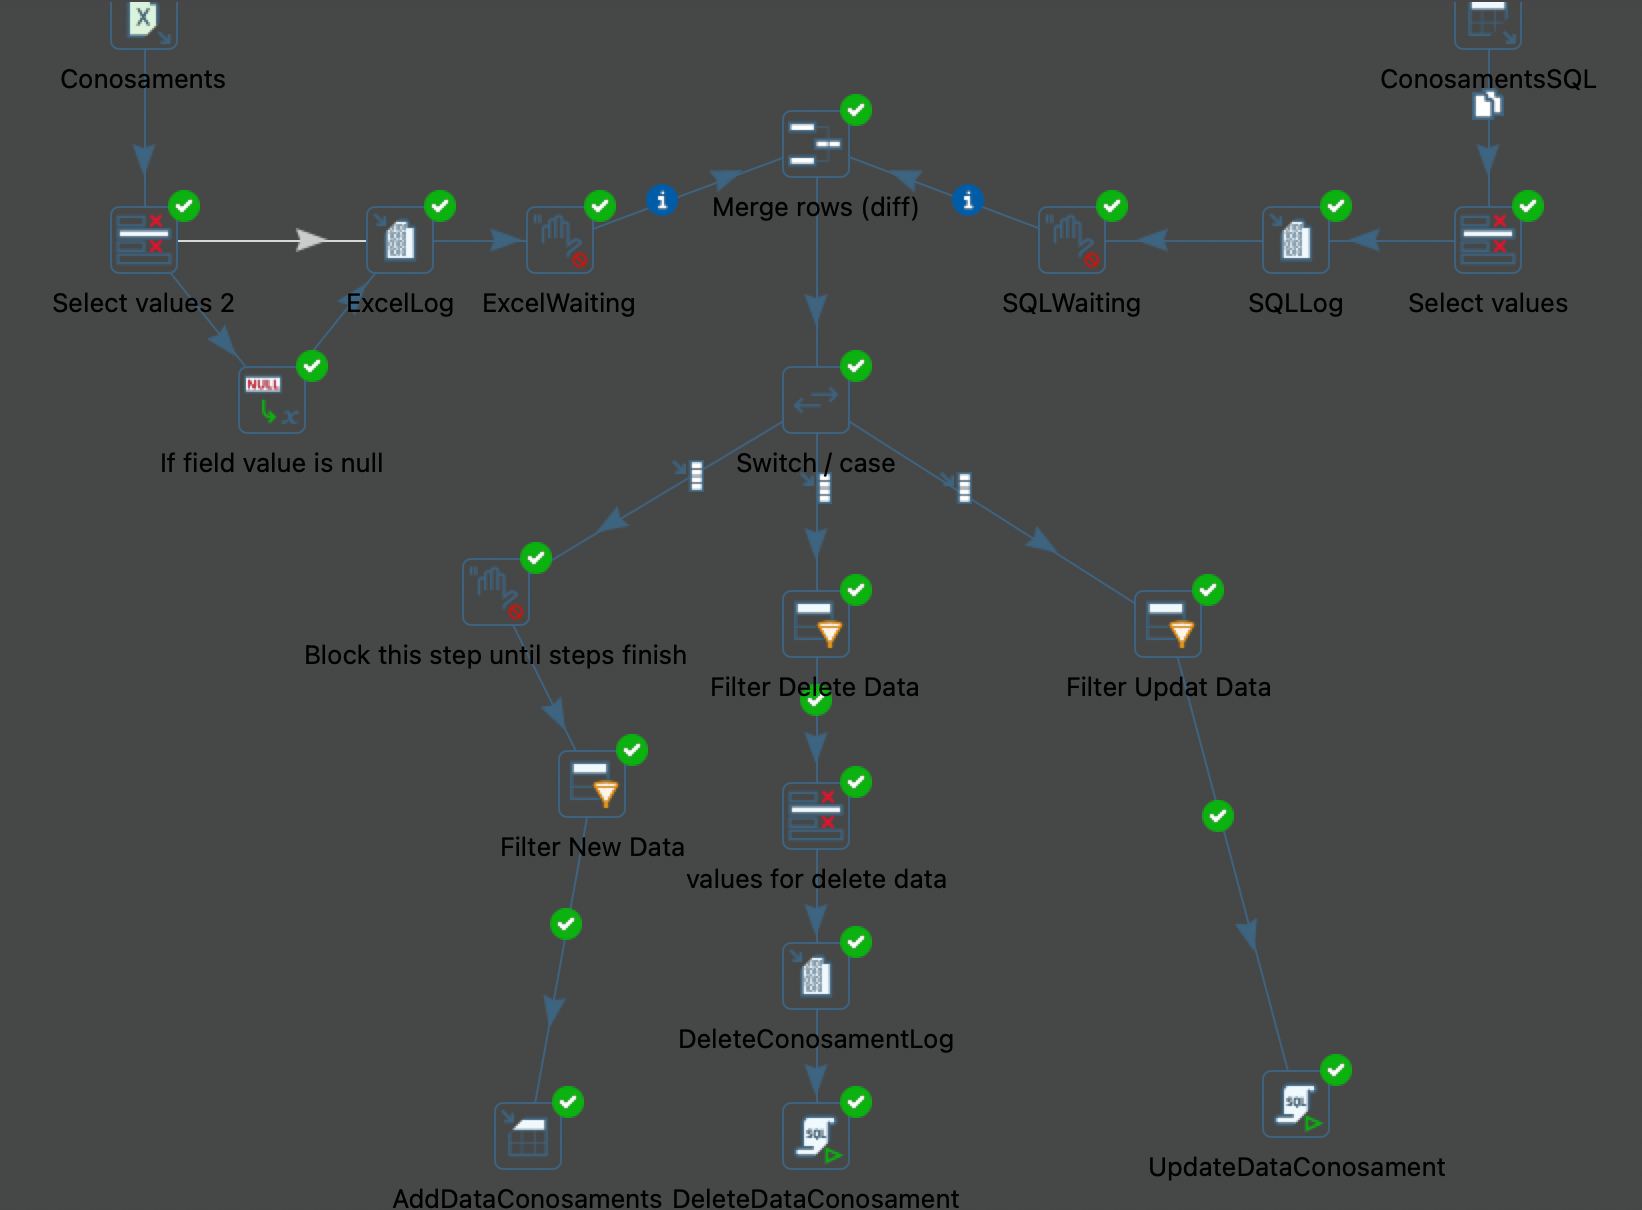 Conosaments
ConosamentsSQL
Merge rows (diff)
Select values 2
ExcelLog
ExcelWaiting
SQLWaiting
SQLLog
Select values
NULL
x
If field value is null
Switch / case
Block this step until steps finish
Filter Delete Data
Filter Updat Data
Filter New Data
values for delete data
DeleteConosamentLog
SQL
SQL
UpdateDataConosament
AddDataConosaments
DeleteDataConosament